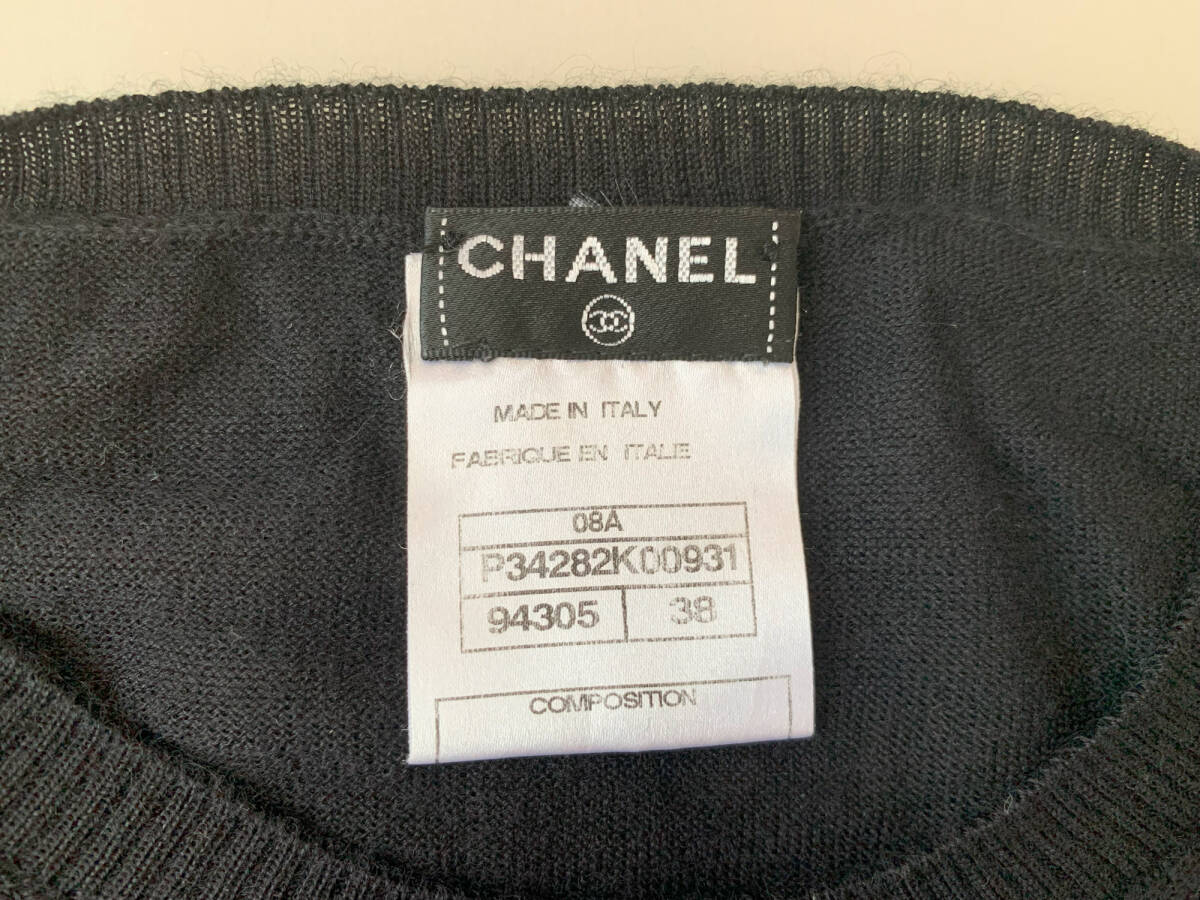 CHANEL
MADE IN ITALY
FABRIQUE EN ITALIE
08A
P34282K00931
94305 38
COMPOSITION